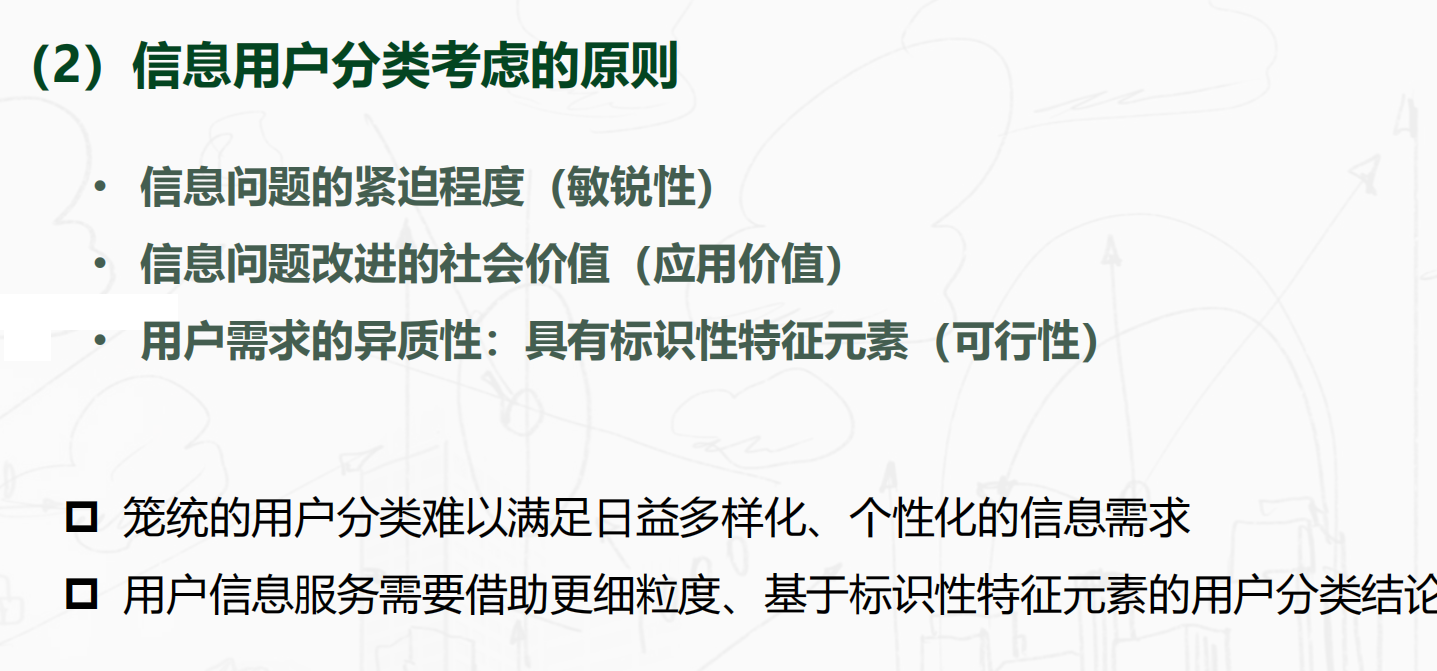 （2）信息用户分类考虑的原则
• 信息问题的紧迫程度（敏锐性）
• 信息问题改进的社会价值（应用价值）
• 用户需求的异质性：具有标识性特征元素（可行性）
笼统的用户分类难以满足日益多样化、个性化的信息需求
用户信息服务需要借助更细粒度、基于标识性特征元素的用户分类结论